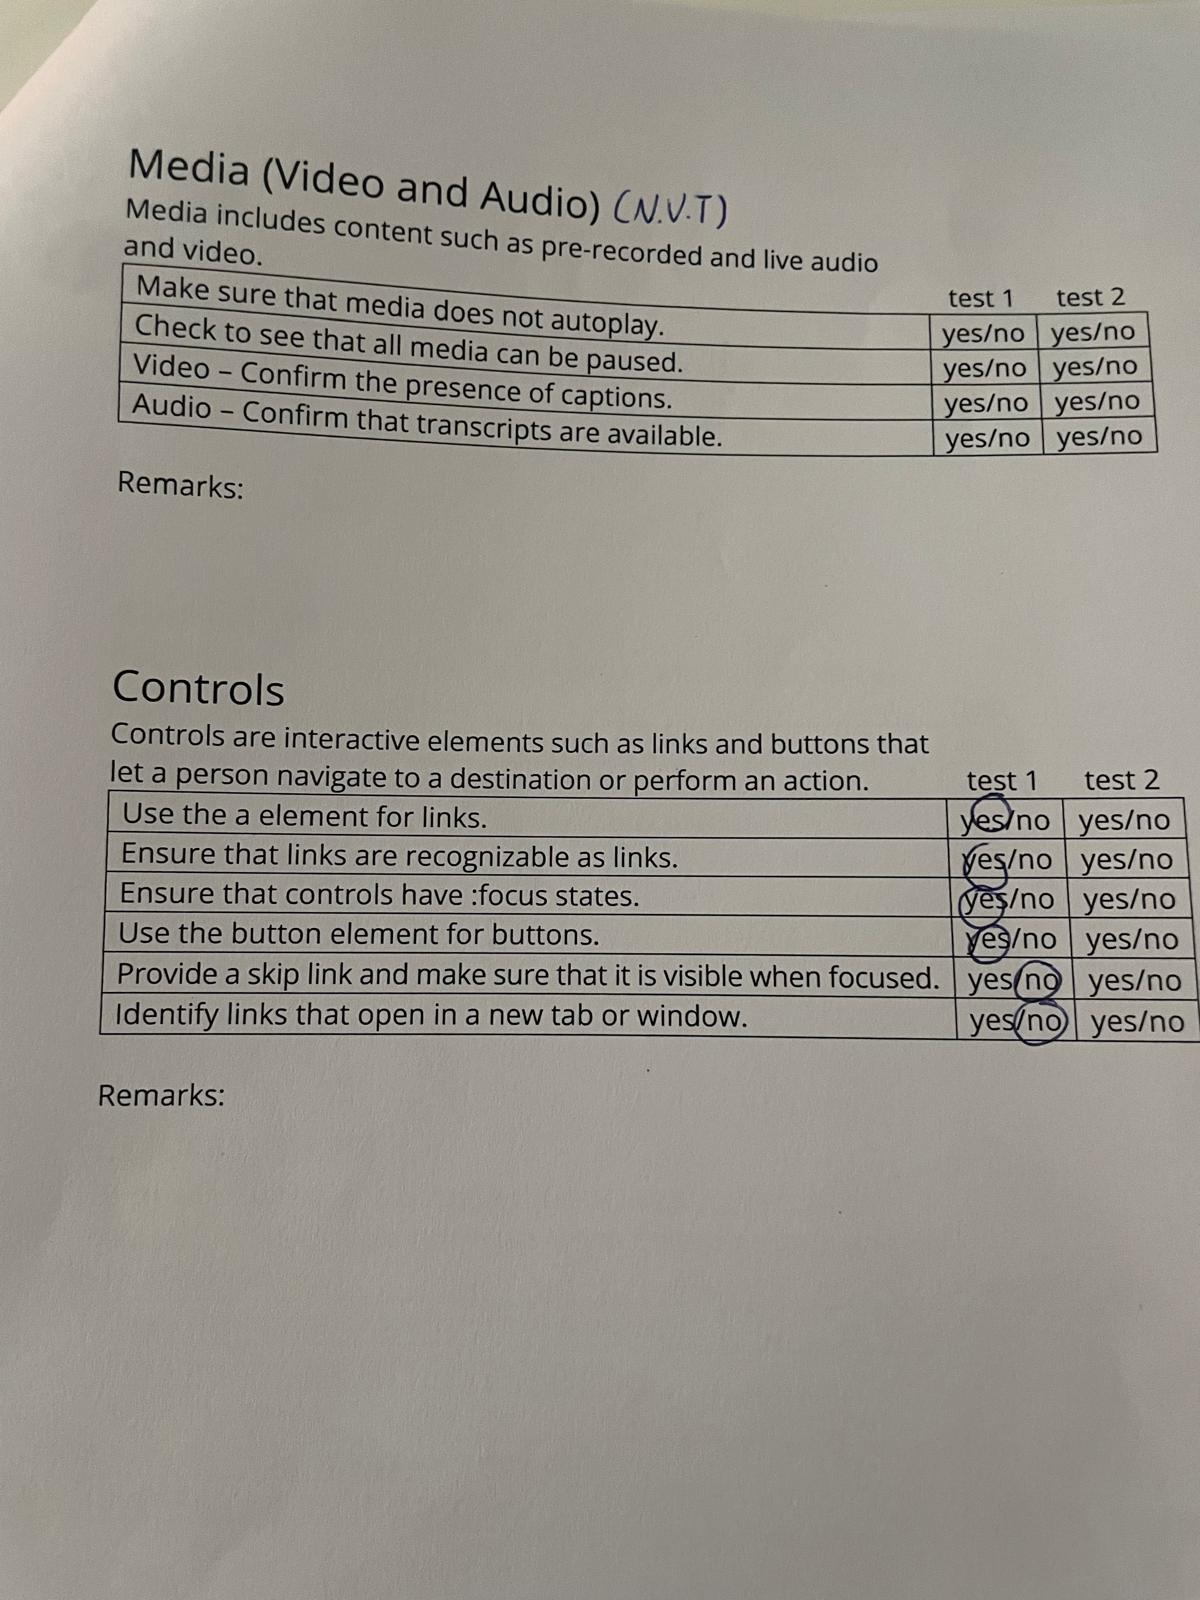 Media (Video and Audio) (N.V.T)
Media includes content such as pre-recorded and live audio
and video.
test 1 test 2
Make sure that media does not autoplay. yes/no yes/no
Check to see that all media can be paused. yes/no yes/no
Video – Confirm the presence of captions. yes/no yes/no
Audio – Confirm that transcripts are available. yes/no yes/no
Remarks:
Controls
Controls are interactive elements such as links and buttons that
let a person navigate to a destination or perform an action. test 1 test 2
Use the a element for links. yes/no yes/no
Ensure that links are recognizable as links. yes/no yes/no
Ensure that controls have :focus states. yes/no yes/no
Use the button element for buttons. yes/no yes/no
Provide a skip link and make sure that it is visible when focused. yes/no yes/no
Identify links that open in a new tab or window. yes/no yes/no
Remarks: